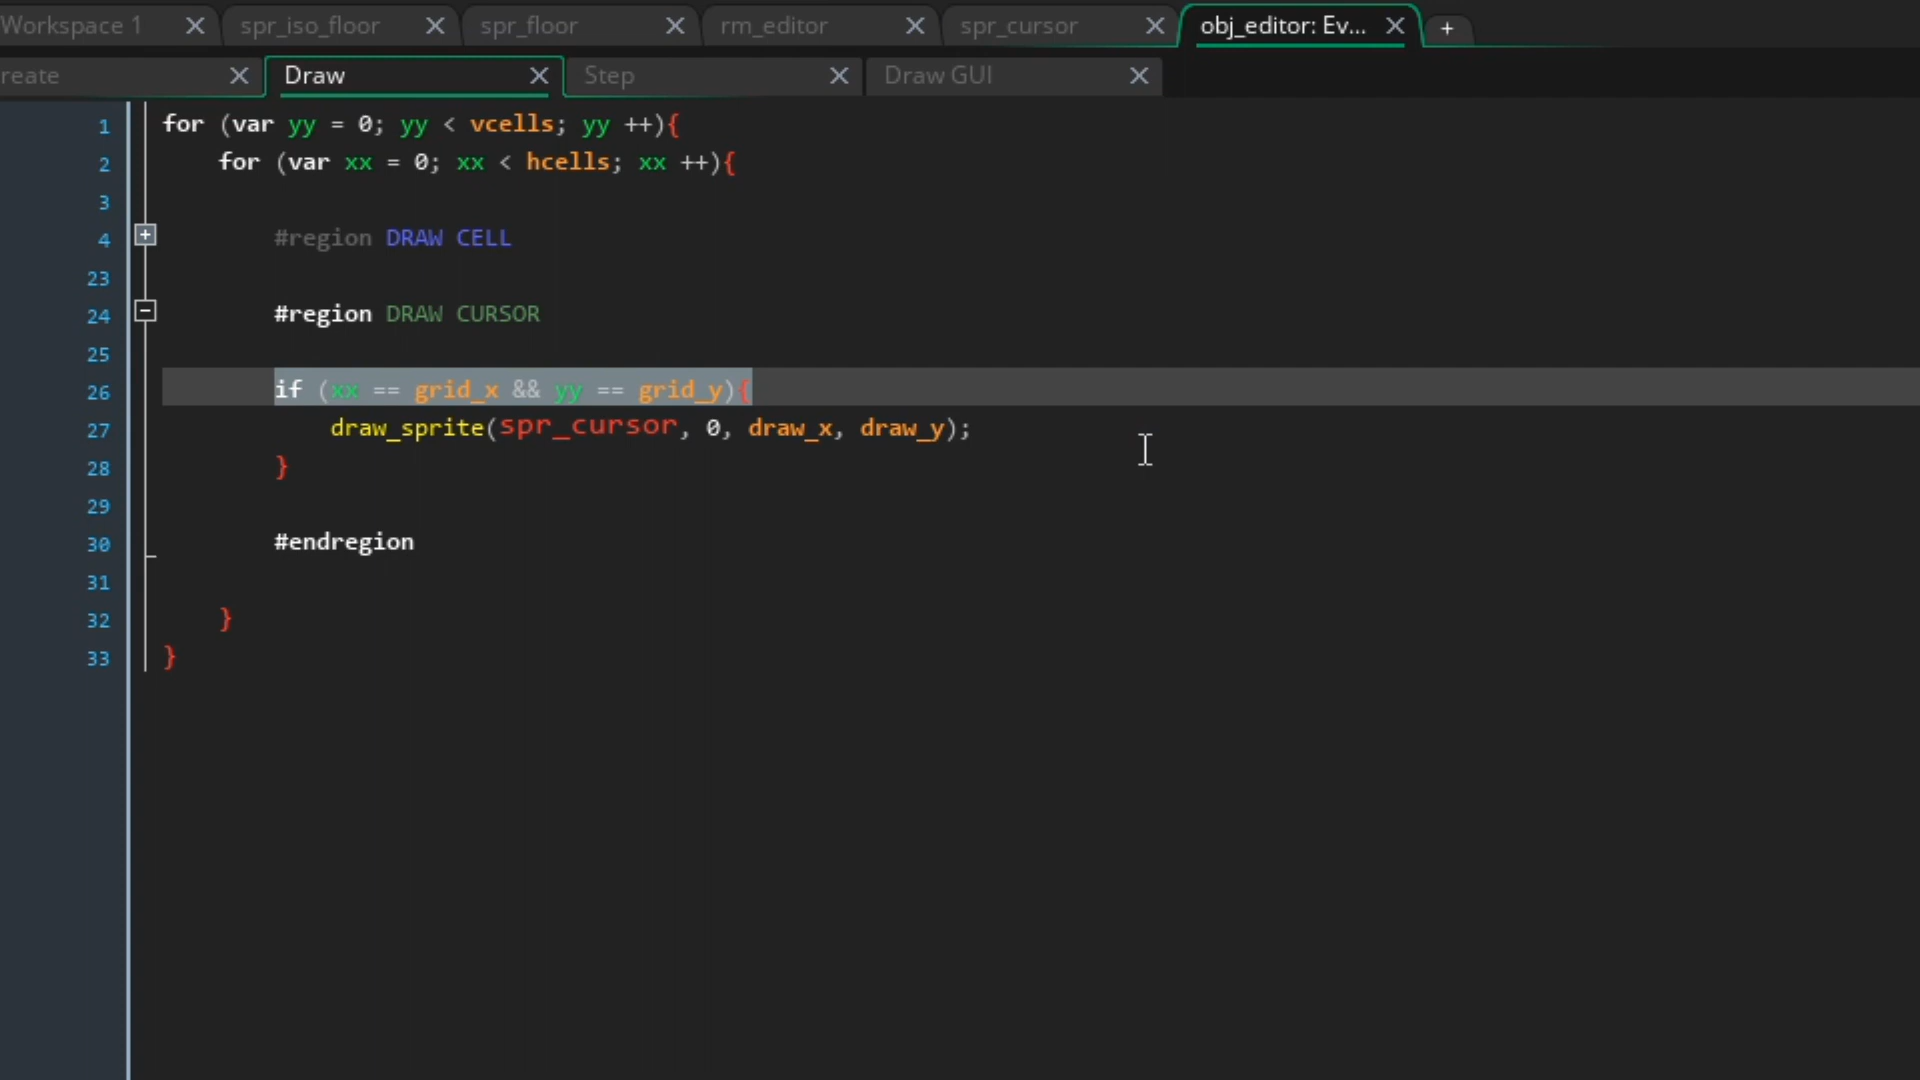 Workspace 1 spr_iso_floor spr_floor rm_editor spr_cursor obj_editor: Ev... +
reate Draw Step Draw GUI
1 for (var yy = 0; yy < vcells; yy ++){
2 for (var xx = 0; xx < hcells; xx ++){
3
4 #region DRAW CELL
23
24 #region DRAW CURSOR
25
26 if (xx == grid_x && yy == grid_y){
27 draw_sprite(spr_cursor, 0, draw_x, draw_y);
28 }
29
30 #endregion
31
32 }
33 }